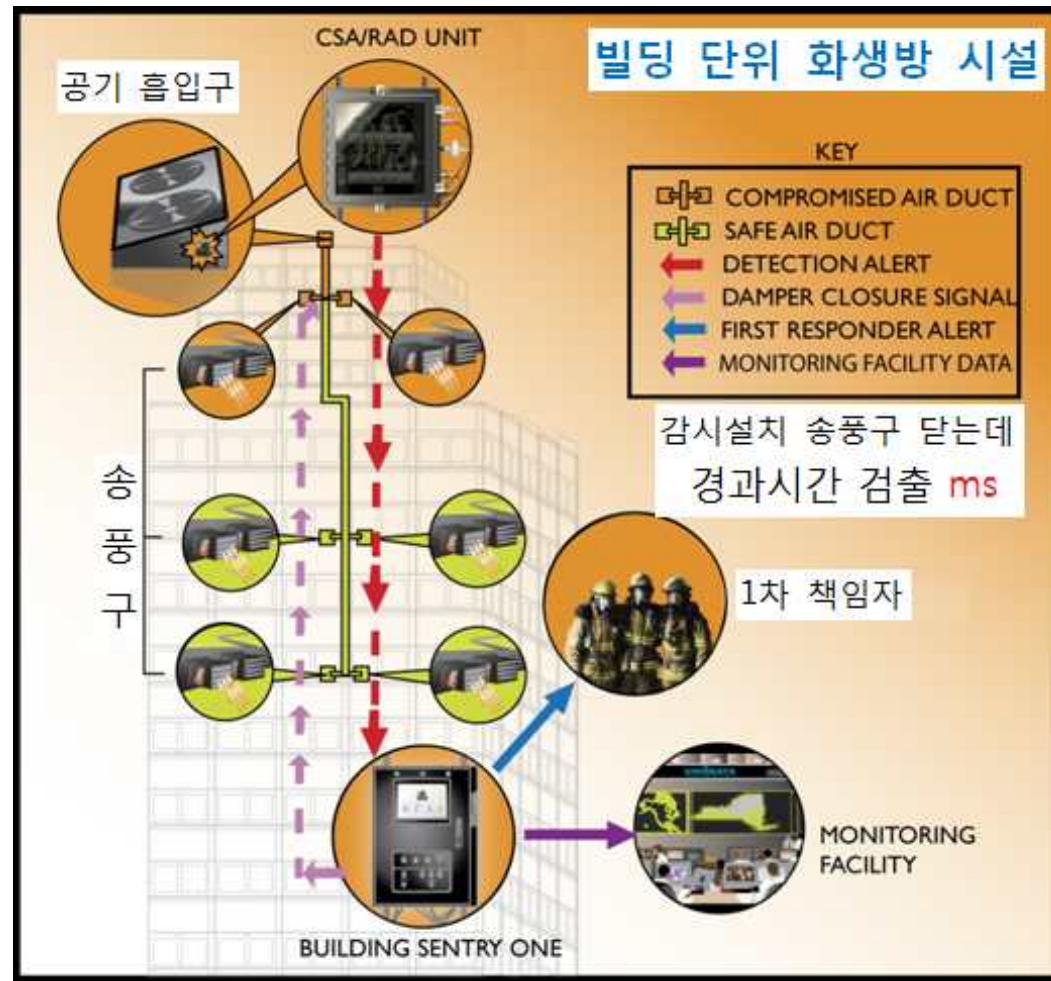 CSA/RAD UNIT
빌딩 단위 화생방 시설
공기 흡입구
KEY
COMPROMISED AIR DUCT
SAFE AIR DUCT
DETECTION ALERT
DAMPER CLOSURE SIGNAL
FIRST RESPONDER ALERT
MONITORING FACILITY DATA
감시설치 송풍구 닫는데
경과시간 검출 ms
송
풍
구
1차 책임자
MONITORING
FACILITY
BUILDING SENTRY ONE